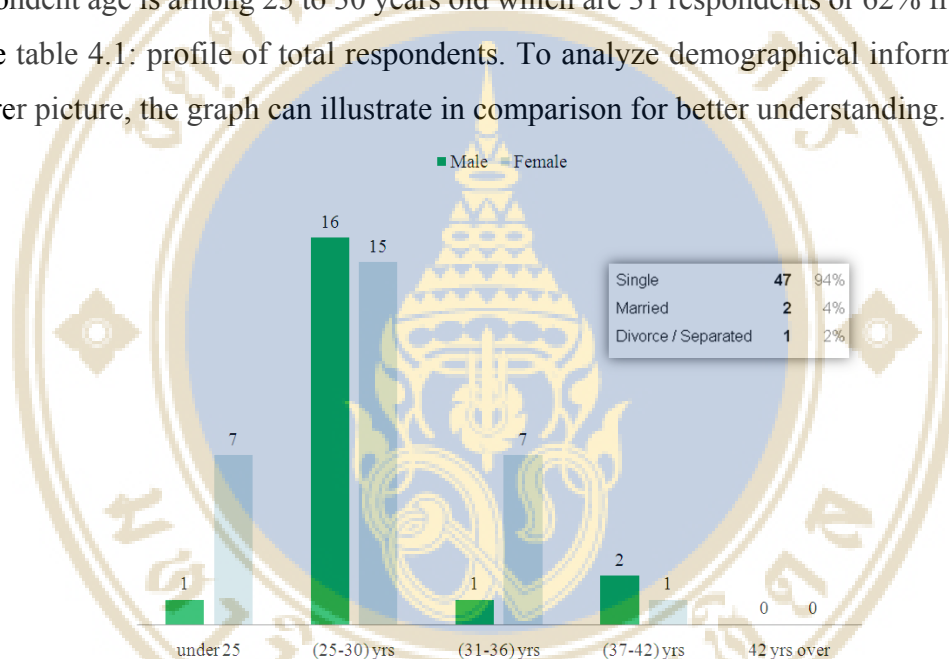 pondent age is among 25 to 30 years old which are 31 respondents or 62%
table 4.1: profile of total respondents. To analyze demographical inform
er picture, the graph can illustrate in comparison for better understanding.
Male Female
16
15
Single 47 94%
Married 2 4%
Divorce / Separated 1 2%
7
7
1
1
2
1
0 0
under 25 (25-30) yrs (31-36) yrs (37-42) yrs 42 yrs over